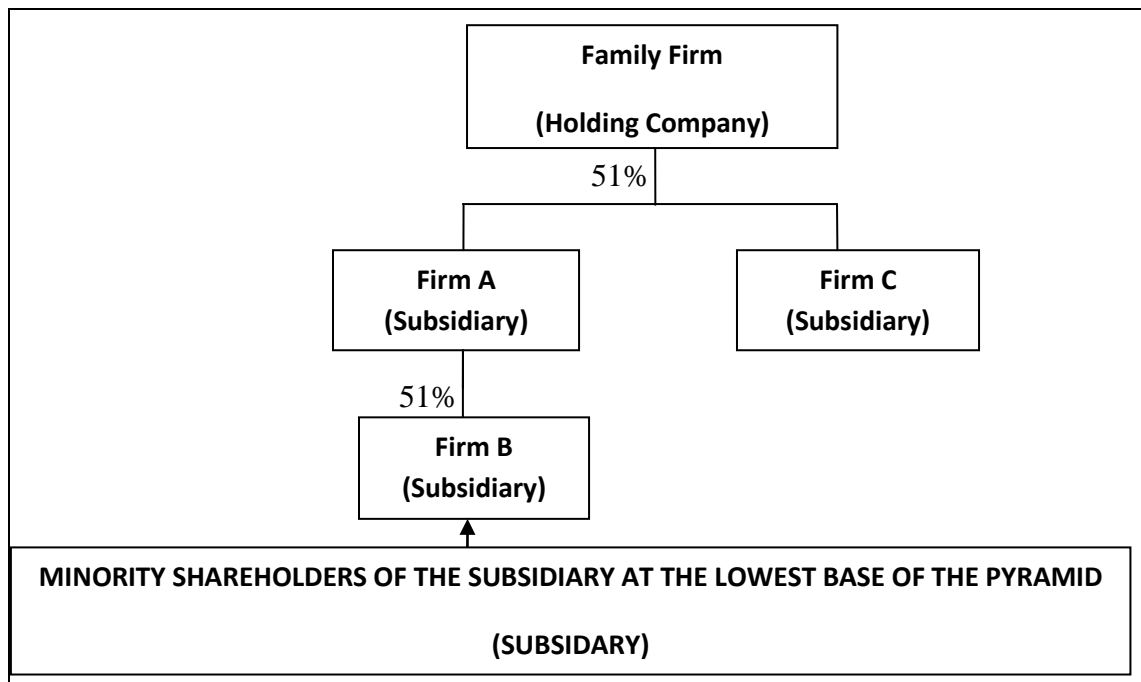 Family Firm
(Holding Company)
51%
Firm A
(Subsidiary)
Firm C
(Subsidiary)
51%
Firm B
(Subsidiary)
MINORITY SHAREHOLDERS OF THE SUBSIDIARY AT THE LOWEST BASE OF THE PYRAMID
(SUBSIDARY)